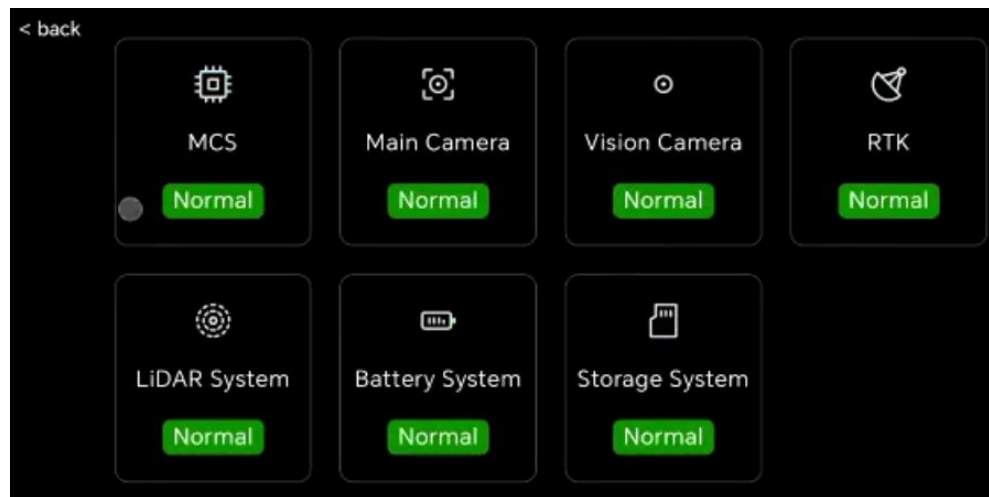 < back
MCS
Main Camera
Vision Camera
RTK
Normal
Normal
Normal
Normal
LiDAR System
Battery System
Storage System
Normal
Normal
Normal